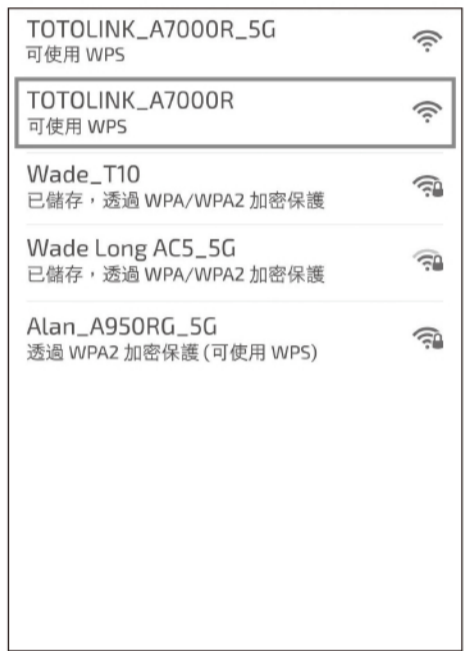 TOTOLINK_A7000R_5G
可使用 WPS
TOTOLINK_A7000R
可使用 WPS
Wade_T10
已儲存，透過 WPA/WPA2 加密保護
Wade Long AC5_5G
已儲存，透過 WPA/WPA2 加密保護
Alan_A950RG_5G
透過 WPA2 加密保護 (可使用 WPS)